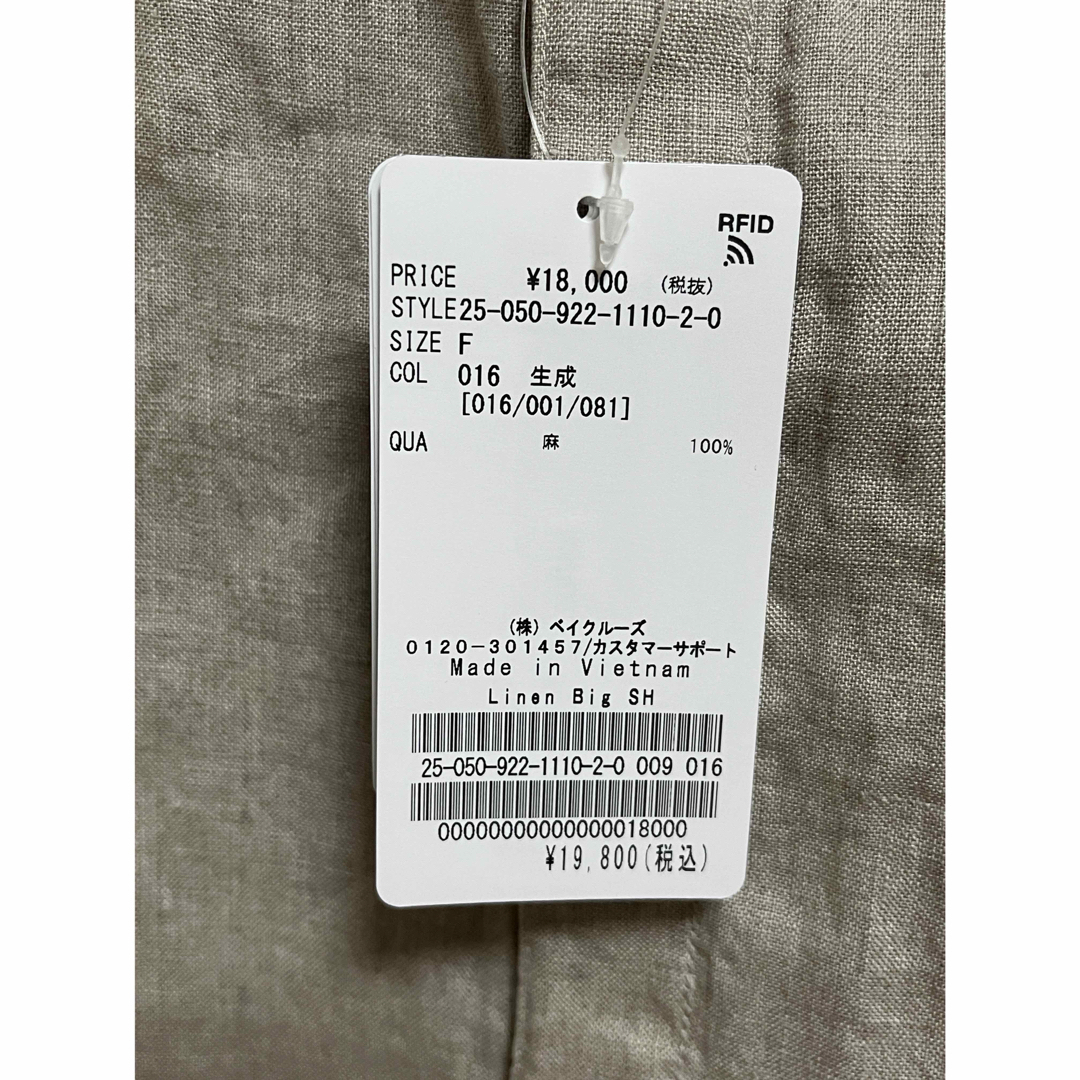 RFID
PRICE ¥18,000 (税抜)
STYLE 25-050-922-1110-2-0
SIZE F
COL 016 生成
[016/001/081]
QUA 麻 100%
(株) ベイクルーズ
0120-301457/カスタマーサポート
Made in Vietnam
Linen Big SH
25-050-922-1110-2-0 009 016
00000000000000018000
¥19,800(税込)